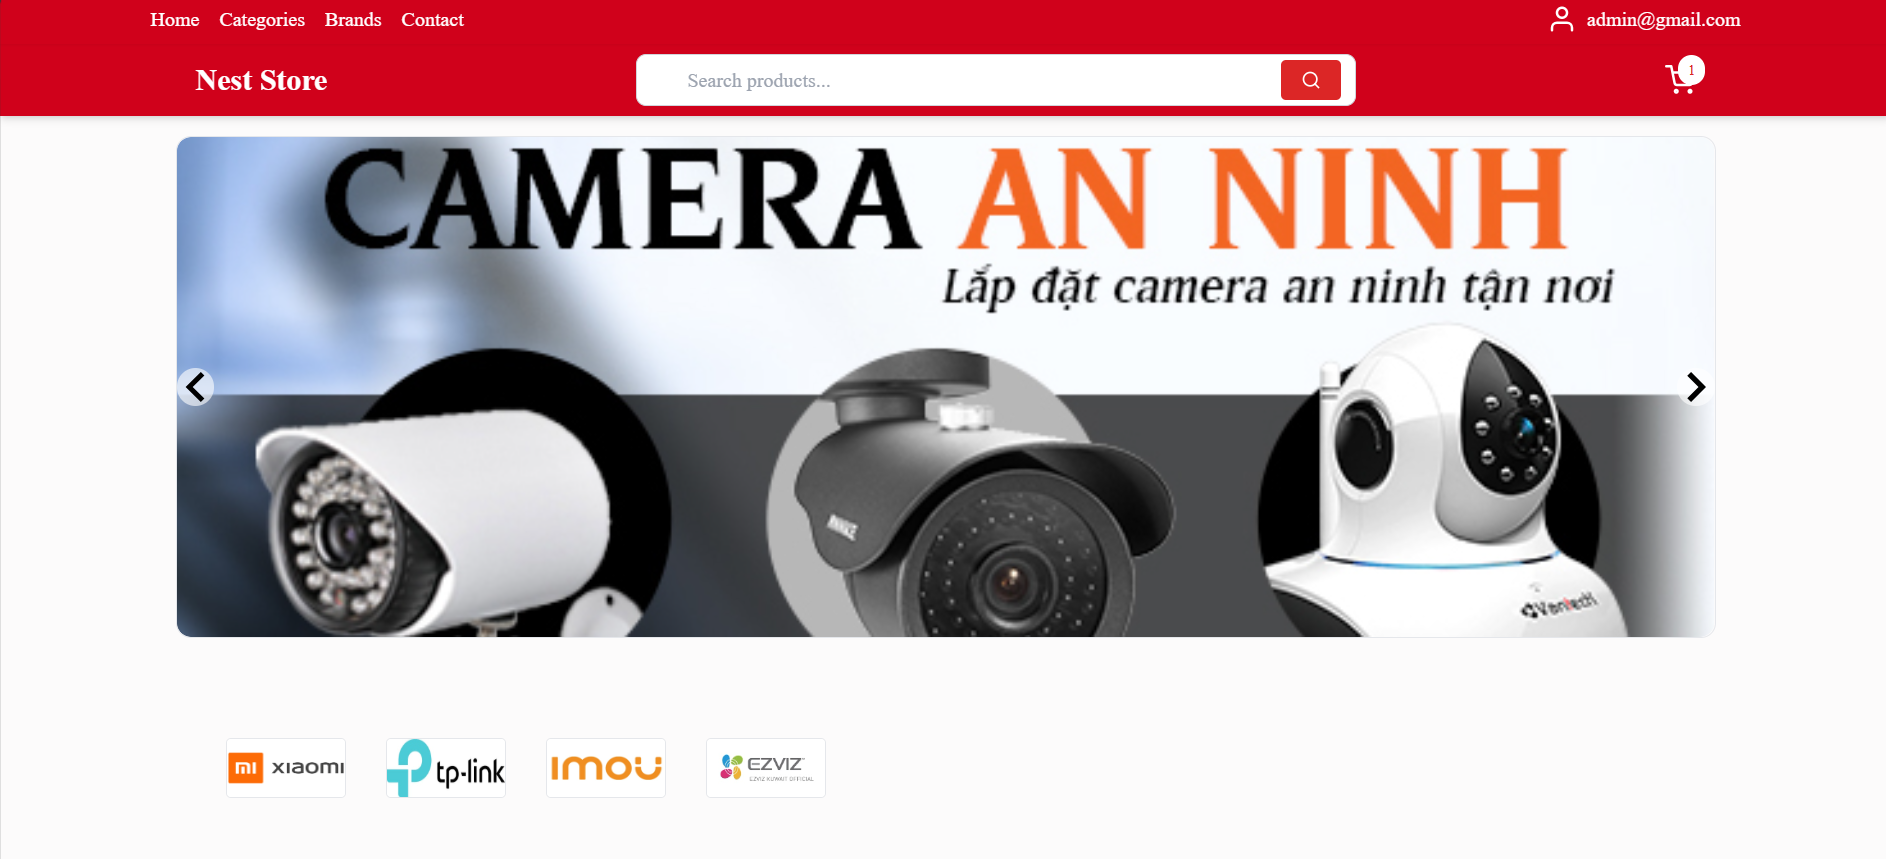 Home Categories Brands Contact
admin@gmail.com
Nest Store
Search products...
1
CAMERA AN NINH
Lắp đặt camera an ninh tận nơi
ANNKE
Vantech
mi xiaomi
tp-link
imou
EZVIZ
EZVIZ KUWAIT OFFICIAL